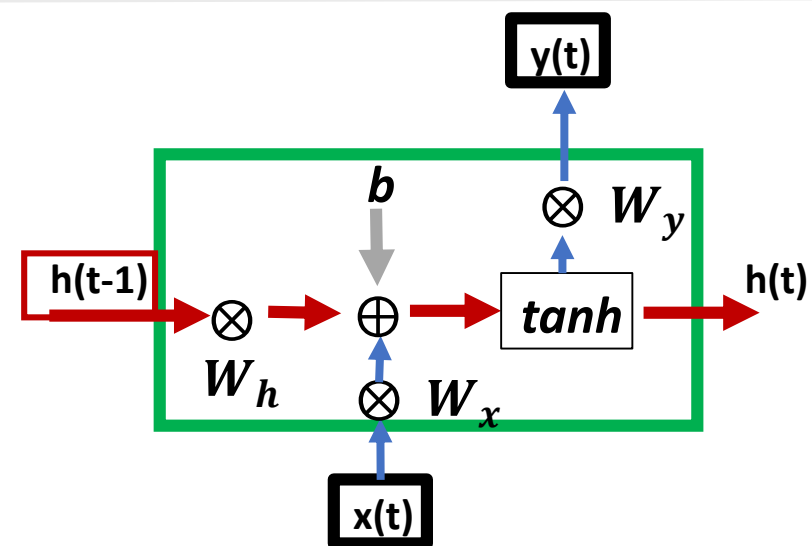 y(t)
b
W_y
h(t-1)
h(t)
tanh
W_h
W_x
x(t)